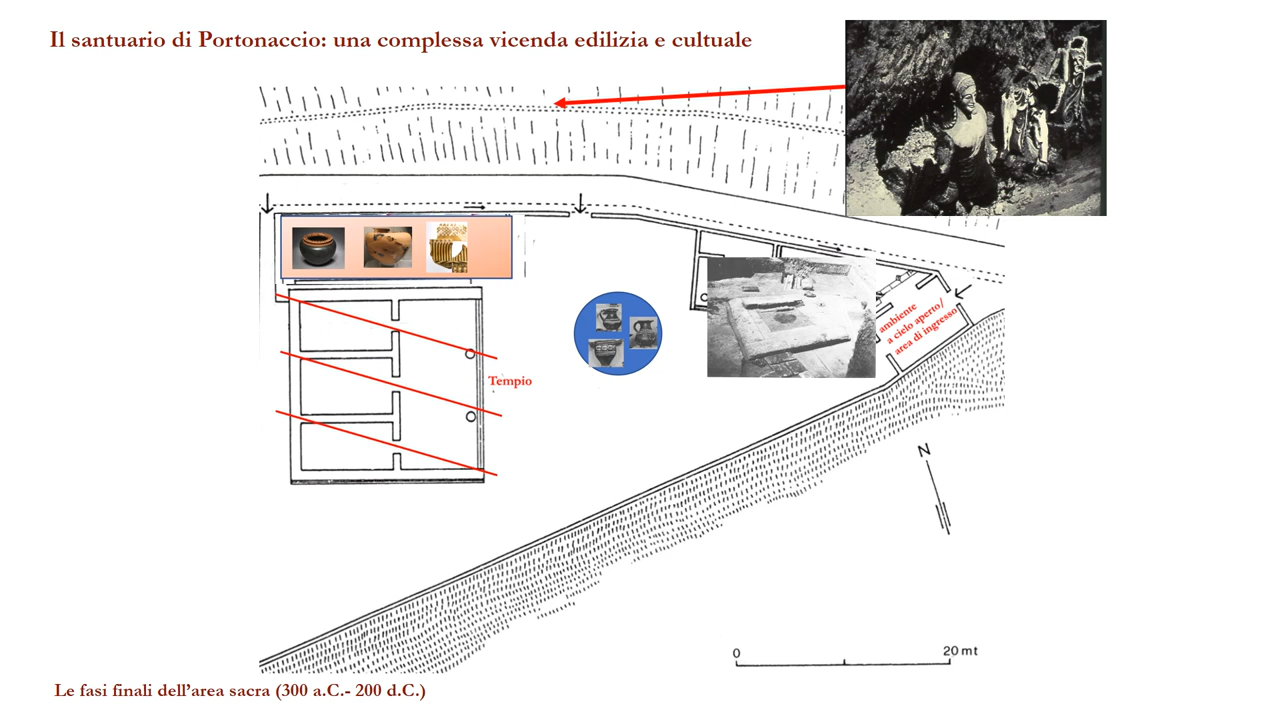 Il santuario di Portonaccio: una complessa vicenda edilizia e cultuale
ambiente
a cielo aperto/
area di ingresso
Tempio
N
0
20 mt
Le fasi finali dell'area sacra (300 a.C.- 200 d.C.)